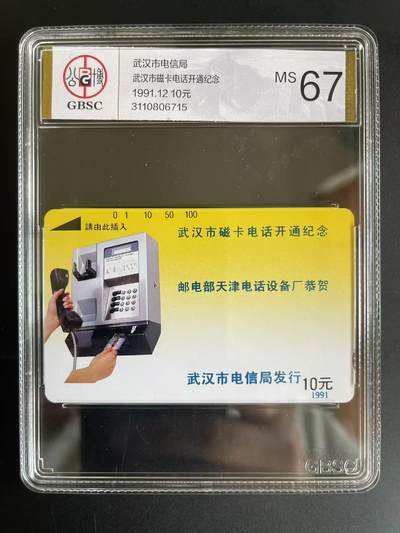 公博
GBSC
武汉市电信局
武汉市磁卡电话开通纪念
1991.12 10元
3110806715
MS 67
0 1 10 50 100
請由此插入
武汉市磁卡电话开通纪念
邮电部天津电话设备厂恭贺
武汉市电信局发行 10元
1991
GBSC